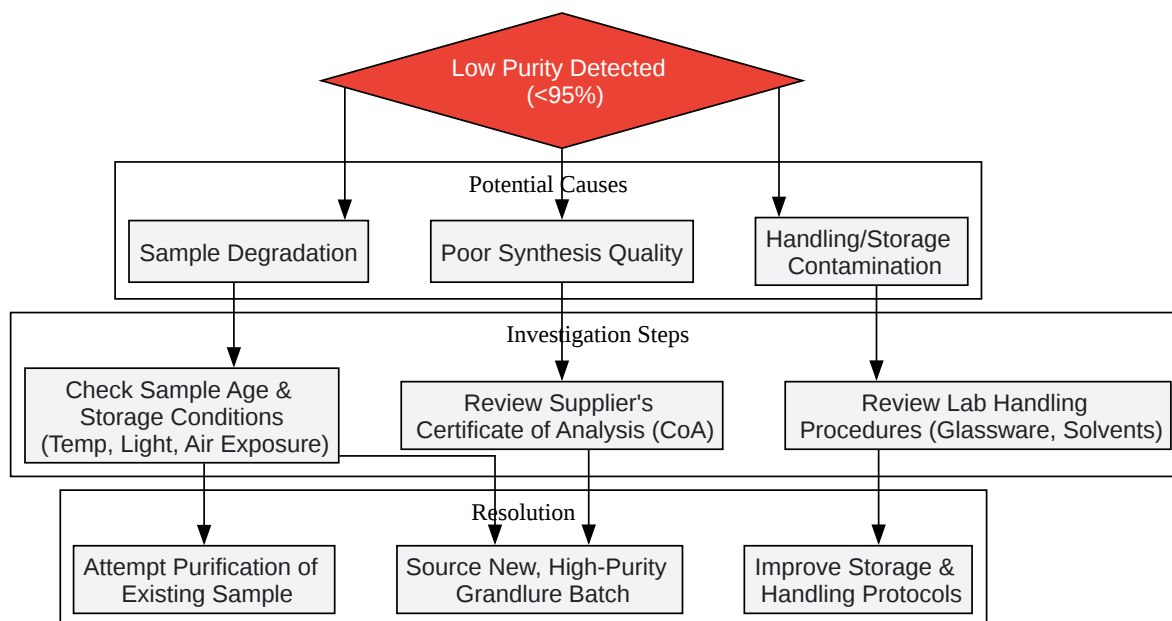 Low Purity Detected
(<95%)
Potential Causes
Sample Degradation
Poor Synthesis Quality
Handling/Storage
Contamination
Investigation Steps
Check Sample Age &
Storage Conditions
(Temp, Light, Air Exposure)
Review Supplier's
Certificate of Analysis (CoA)
Review Lab Handling
Procedures (Glassware, Solvents)
Resolution
Attempt Purification of
Existing Sample
Source New, High-Purity
Grandlure Batch
Improve Storage &
Handling Protocols